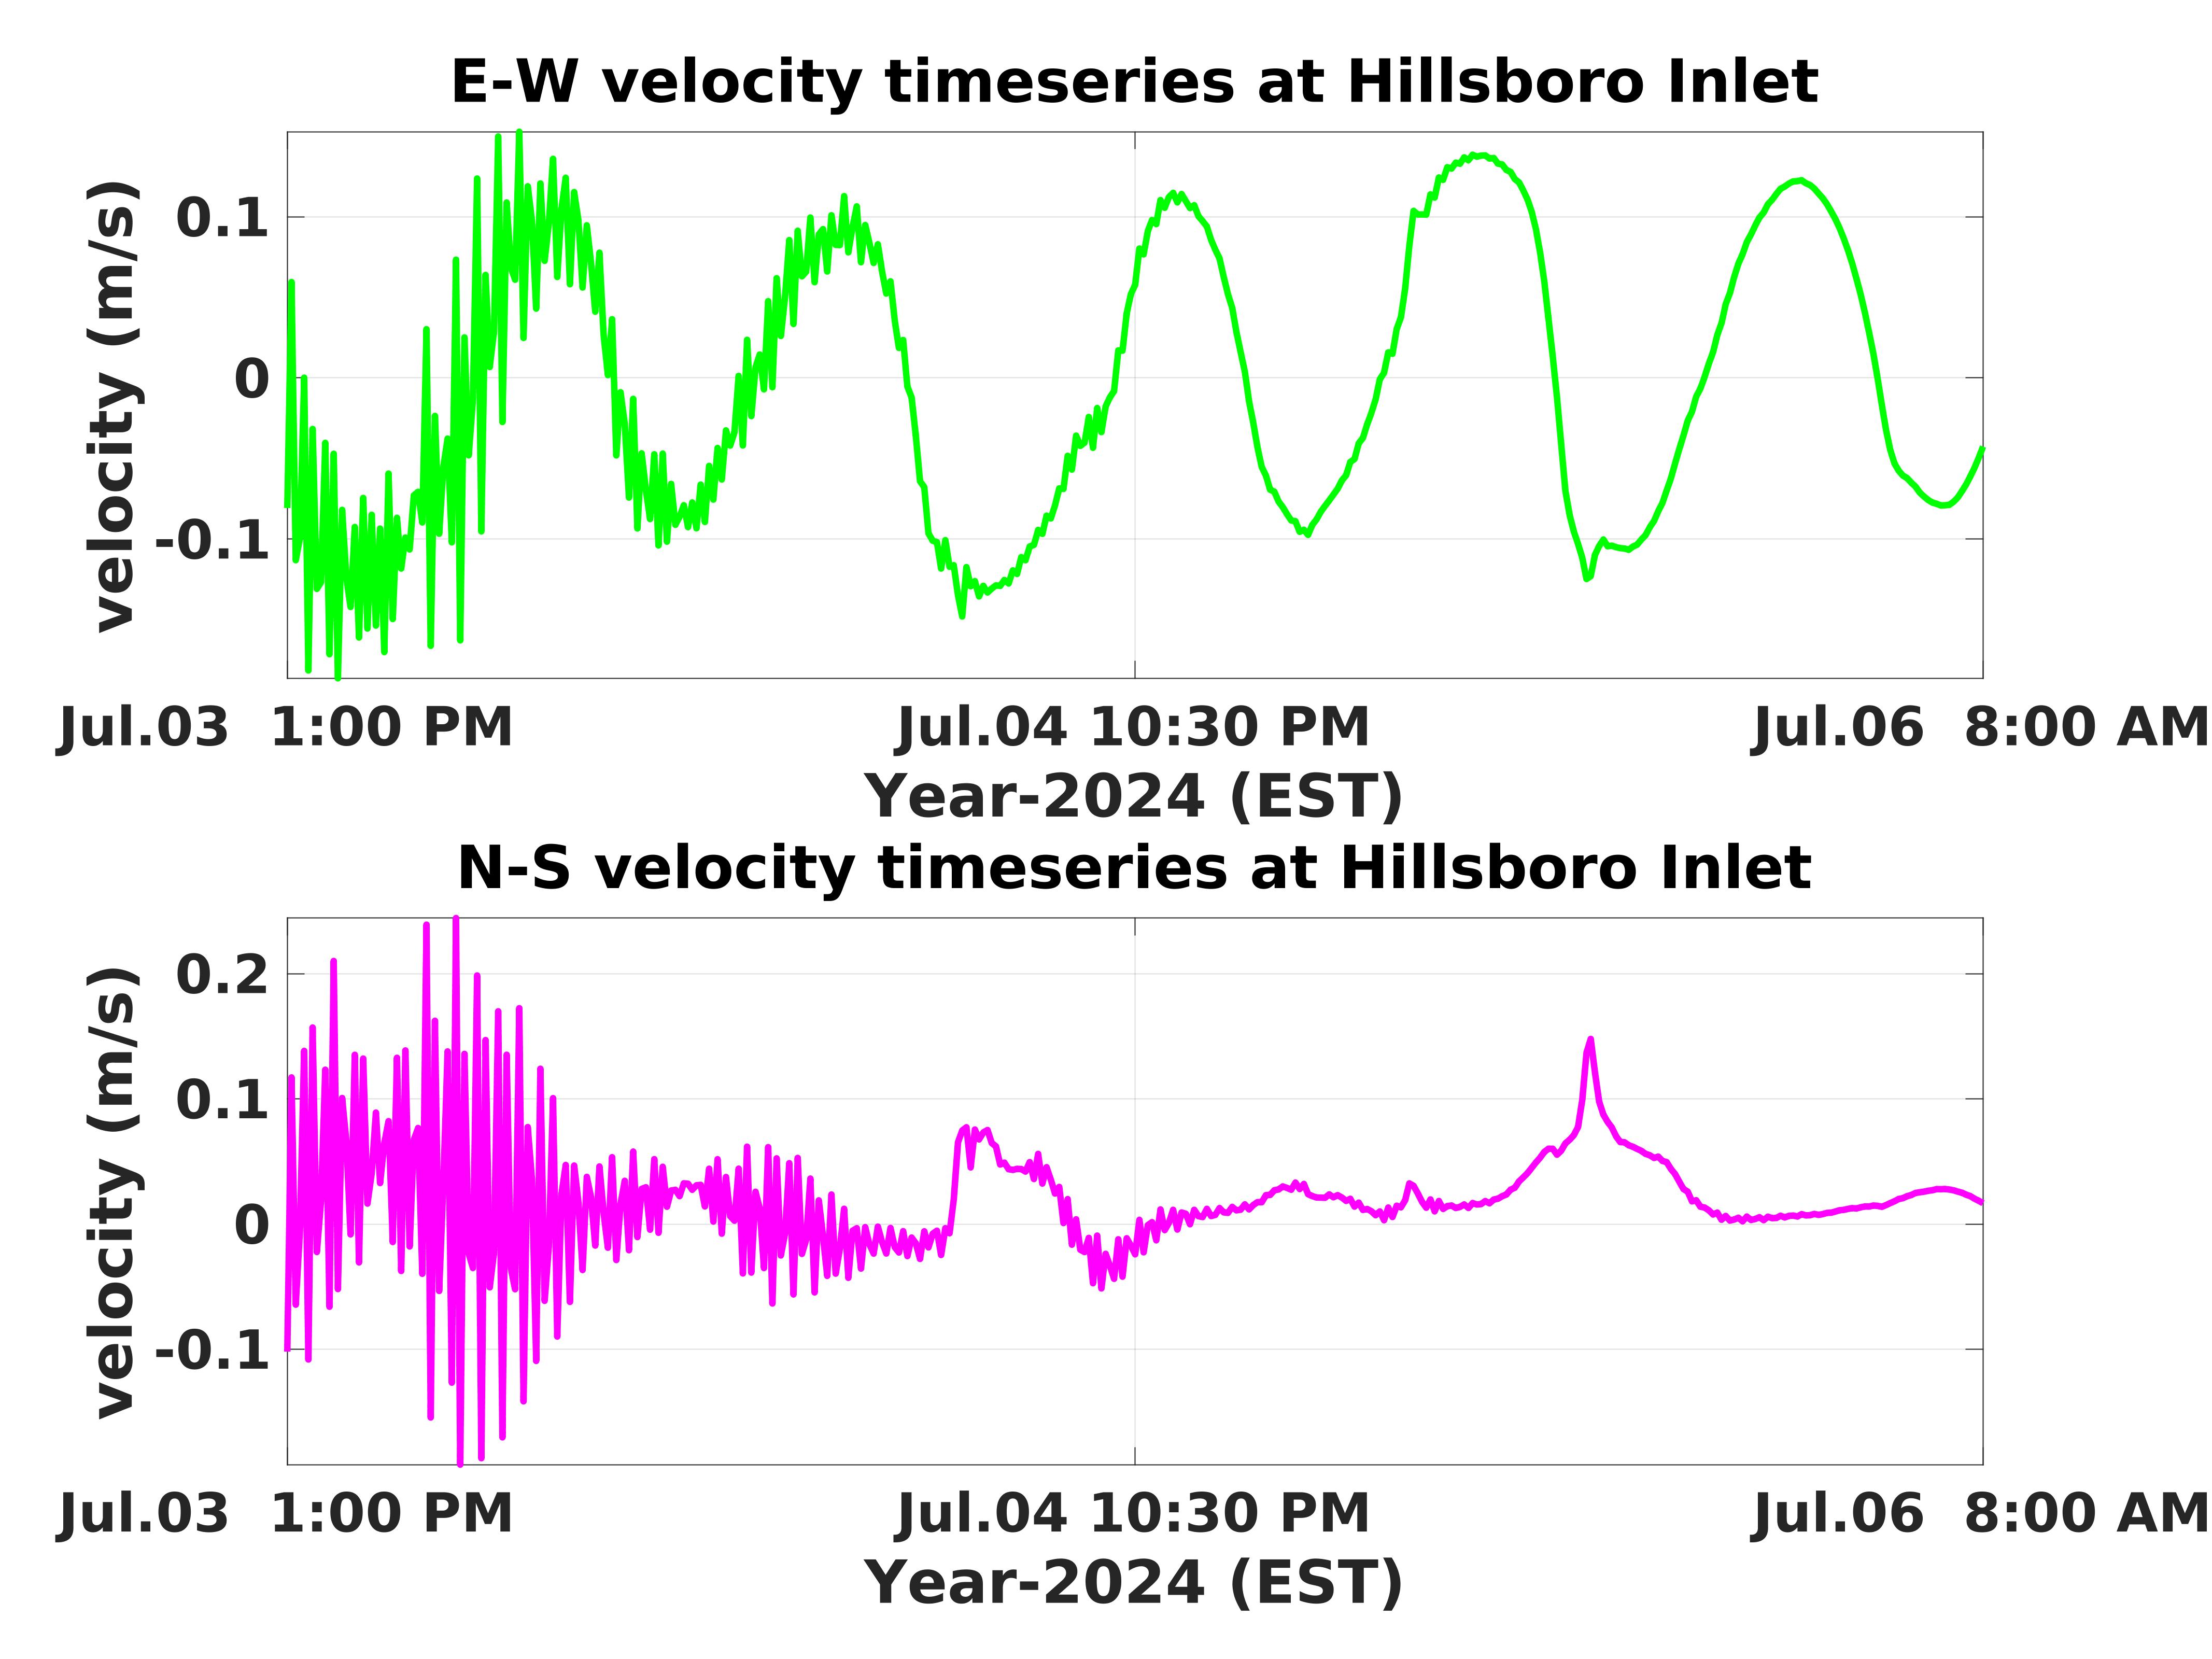 E-W velocity timeseries at Hillsboro Inlet
velocity (m/s)
0.1
0
-0.1
Jul.03  1:00 PM
Jul.04 10:30 PM
Jul.06  8:00 AM
Year-2024 (EST)
N-S velocity timeseries at Hillsboro Inlet
velocity (m/s)
0.2
0.1
0
-0.1
Jul.03  1:00 PM
Jul.04 10:30 PM
Jul.06  8:00 AM
Year-2024 (EST)